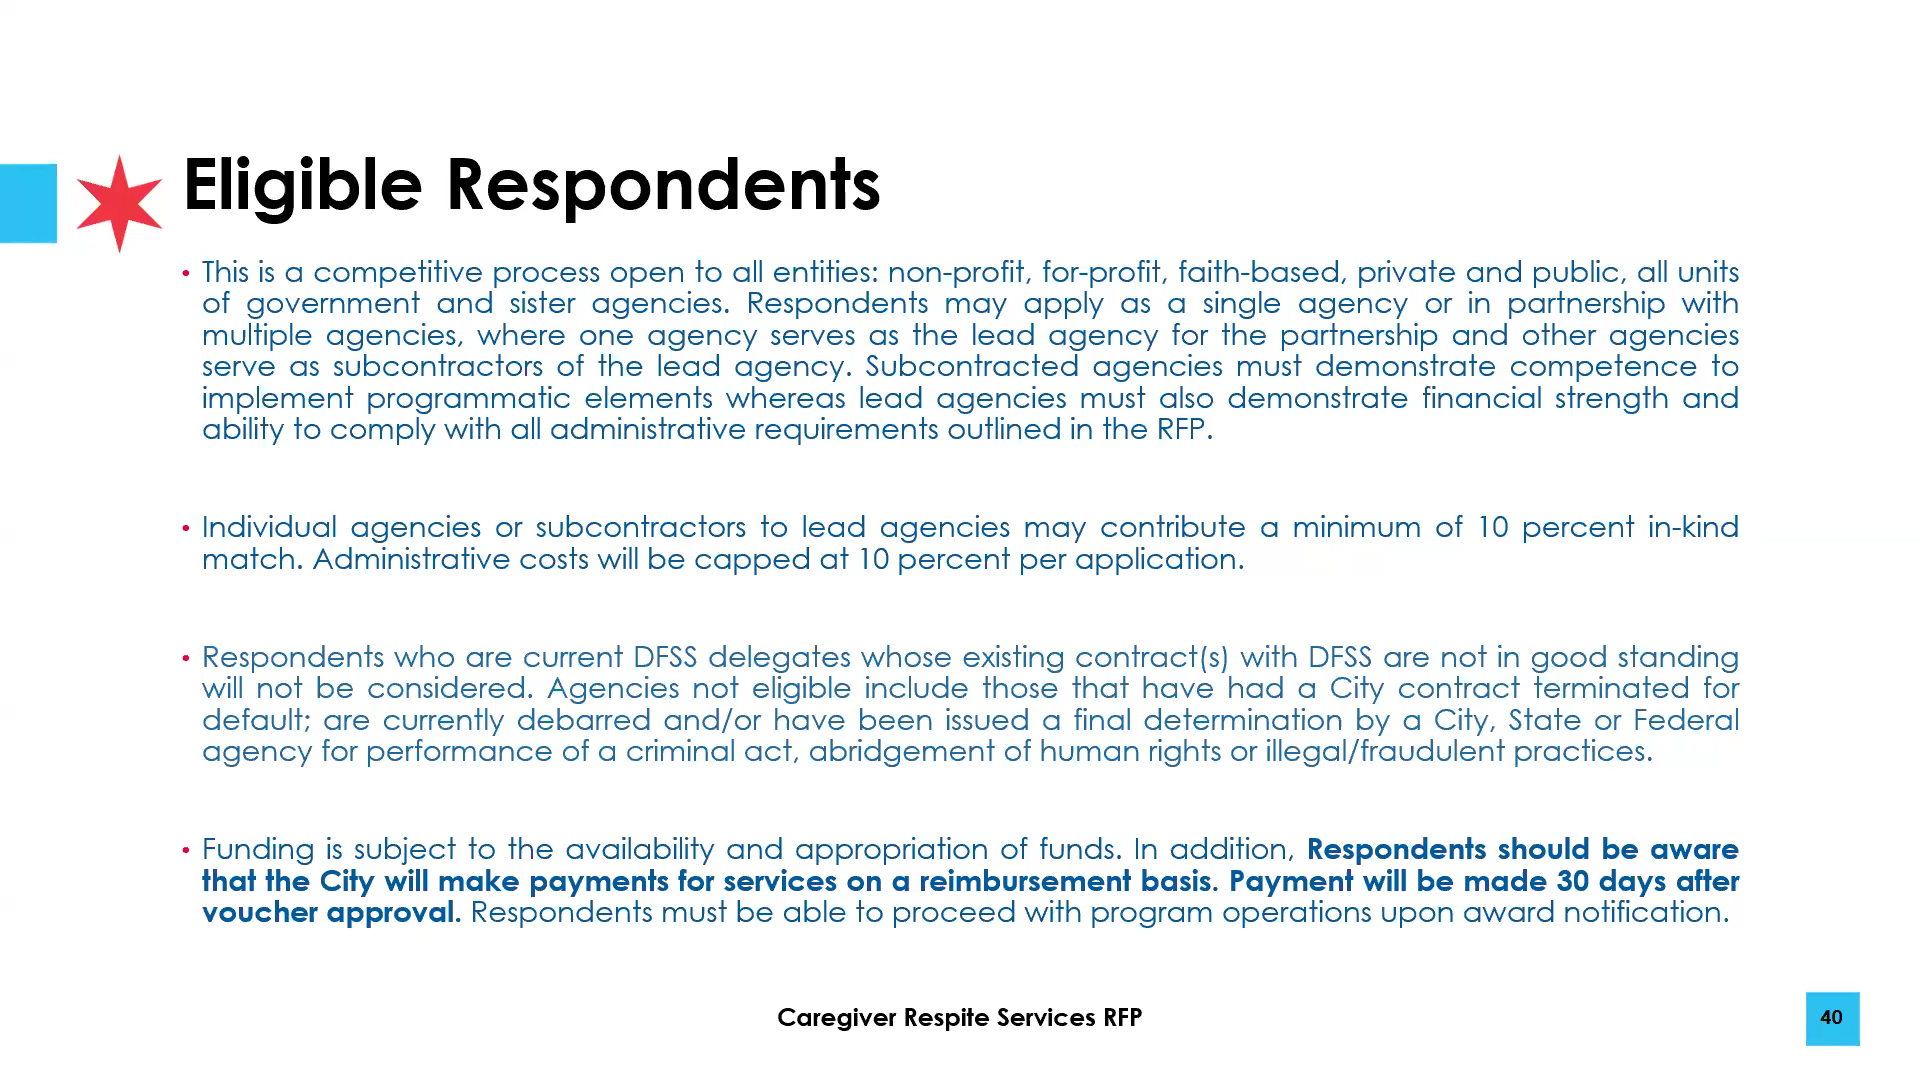 Eligible Respondents
• This is a competitive process open to all entities: non-profit, for-profit, faith-based, private and public, all units
of government and sister agencies. Respondents may apply as a single agency or in partnership with
multiple agencies, where one agency serves as the lead agency for the partnership and other agencies
serve as subcontractors of the lead agency. Subcontracted agencies must demonstrate competence to
implement programmatic elements whereas lead agencies must also demonstrate financial strength and
ability to comply with all administrative requirements outlined in the RFP.
• Individual agencies or subcontractors to lead agencies may contribute a minimum of 10 percent in-kind
match. Administrative costs will be capped at 10 percent per application.
• Respondents who are current DFSS delegates whose existing contract(s) with DFSS are not in good standing
will not be considered. Agencies not eligible include those that have had a City contract terminated for
default; are currently debarred and/or have been issued a final determination by a City, State or Federal
agency for performance of a criminal act, abridgement of human rights or illegal/fraudulent practices.
• Funding is subject to the availability and appropriation of funds. In addition, Respondents should be aware
that the City will make payments for services on a reimbursement basis. Payment will be made 30 days after
voucher approval. Respondents must be able to proceed with program operations upon award notification.
Caregiver Respite Services RFP
40